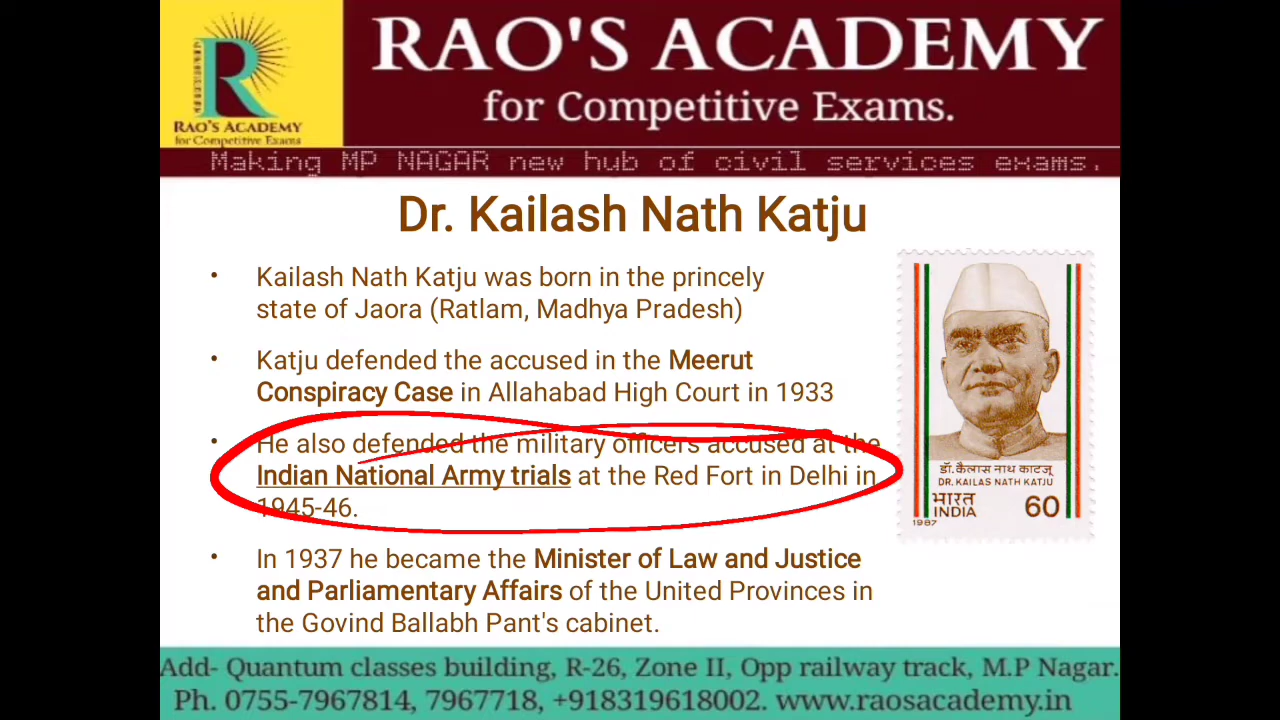 R
RAO'S ACADEMY
for Competitive Exams
RAO'S ACADEMY
for Competitive Exams.
Making MP NAGAR new hub of civil services exams.
Dr. Kailash Nath Katju
• Kailash Nath Katju was born in the princely
state of Jaora (Ratlam, Madhya Pradesh)
• Katju defended the accused in the Meerut
Conspiracy Case in Allahabad High Court in 1933
• He also defended the military officers accused at the
Indian National Army trials at the Red Fort in Delhi in
1945-46.
• In 1937 he became the Minister of Law and Justice
and Parliamentary Affairs of the United Provinces in
the Govind Ballabh Pant's cabinet.
डॉ. कैलास नाथ काटजू
DR. KAILAS NATH KATJU
भारत
INDIA 60
1987
Add- Quantum classes building, R-26, Zone II, Opp railway track, M.P Nagar.
Ph. 0755-7967814, 7967718, +918319618002. www.raosacademy.in